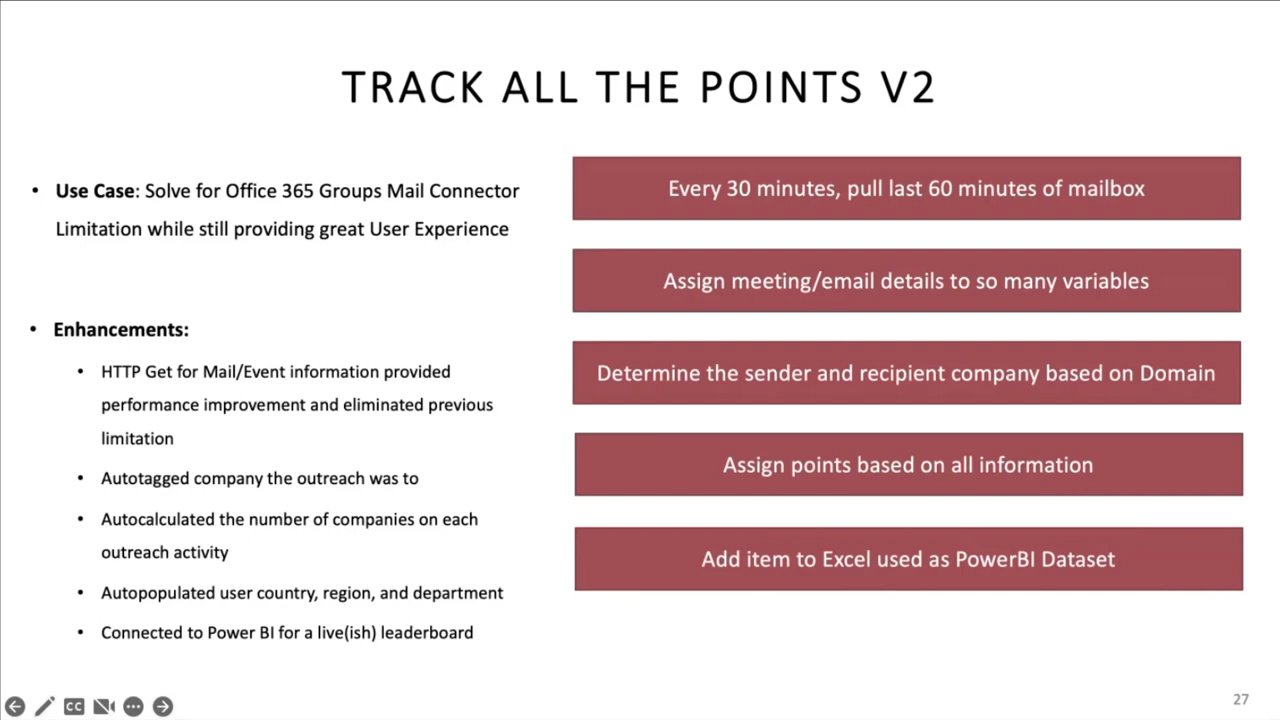 TRACK ALL THE POINTS V2
• Use Case: Solve for Office 365 Groups Mail Connector
Limitation while still providing great User Experience
• Enhancements:
• HTTP Get for Mail/Event information provided
performance improvement and eliminated previous
limitation
• Autotagged company the outreach was to
• Autocalculated the number of companies on each
outreach activity
• Autopopulated user country, region, and department
• Connected to Power BI for a live(ish) leaderboard
Every 30 minutes, pull last 60 minutes of mailbox
Assign meeting/email details to so many variables
Determine the sender and recipient company based on Domain
Assign points based on all information
Add item to Excel used as PowerBI Dataset
CC
27